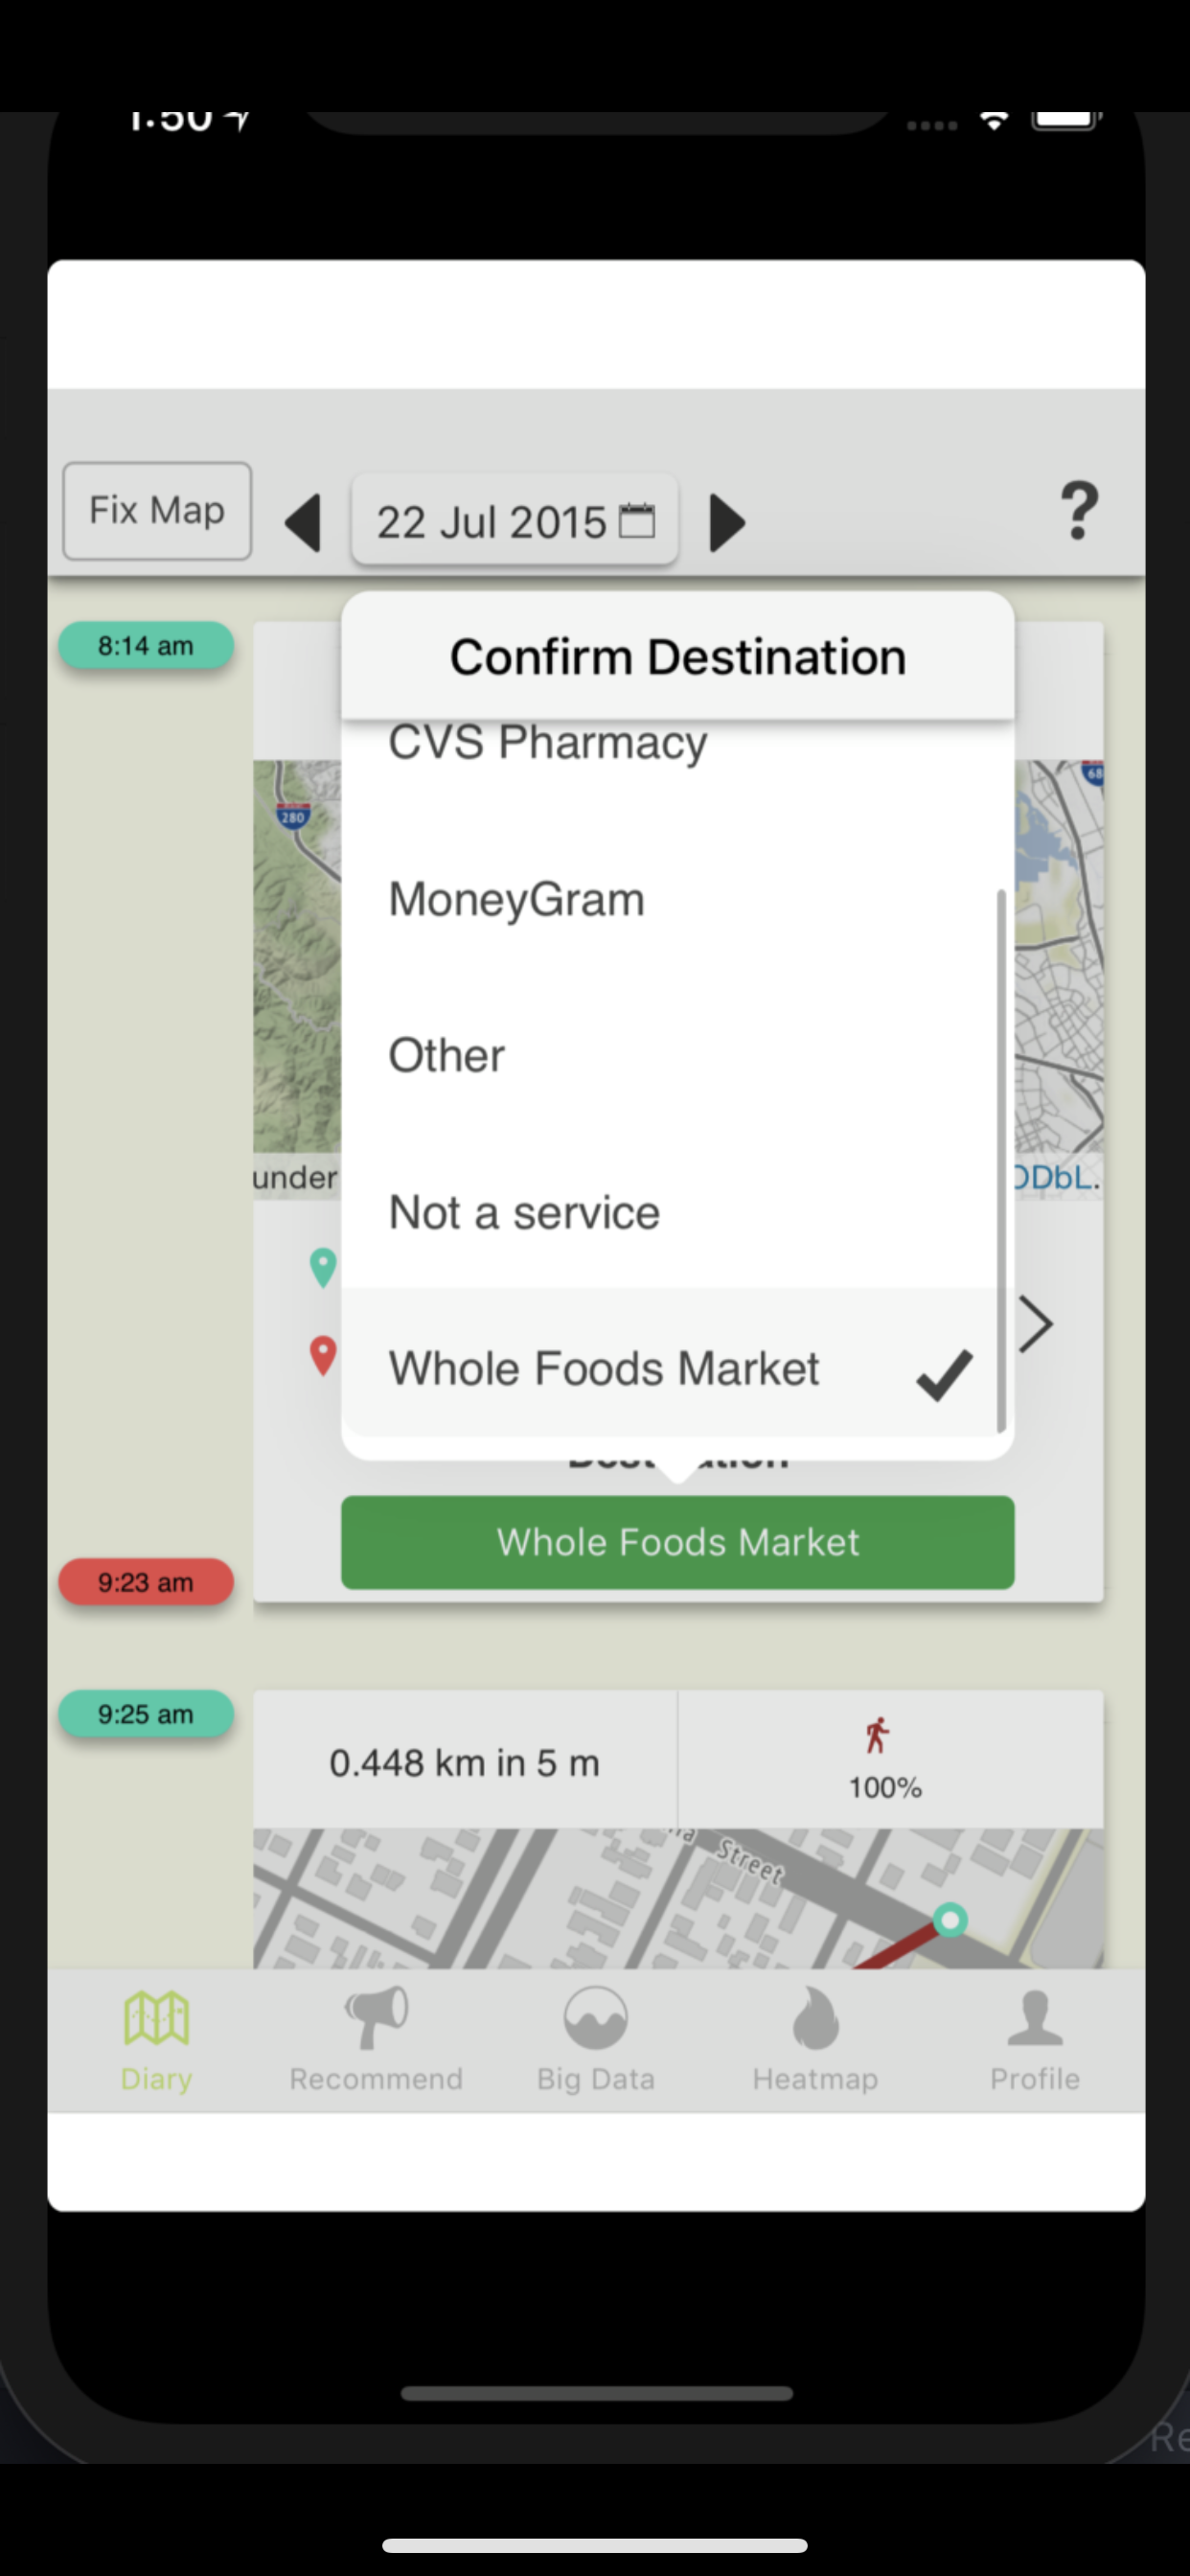 1:50
Fix Map
22 Jul 2015
?
8:14 am
Confirm Destination
CVS Pharmacy
280
68
MoneyGram
Other
under
ODbL.
Not a service
Whole Foods Market
Destination
Whole Foods Market
9:23 am
9:25 am
0.448 km in 5 m
100%
Street
Diary
Recommend
Big Data
Heatmap
Profile
Re